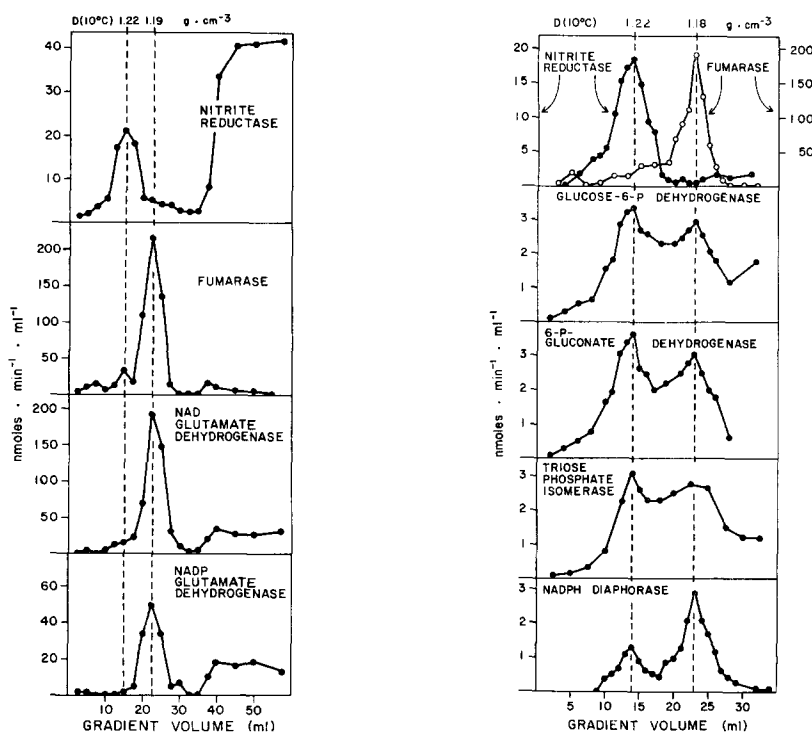 D(10°C) 1.22 1.19 g · cm⁻³
40
NITRITE
REDUCTASE
20
10
200
FUMARASE
150
100
50
200
NAD
GLUTAMATE
DEHYDROGENASE
150
100
50
NADP
GLUTAMATE
DEHYDROGENASE
60
40
20
10 20 30 40 50
GRADIENT VOLUME (ml)
nmoles · min⁻¹ · ml⁻¹
D(10°C) 1.22 1.18 g · cm⁻³
20 NITRITE REDUCTASE FUMARASE 200
15 150
10 100
5 50
GLUCOSE-6-P DEHYDROGENASE
3
2
1
6-P-
GLUCONATE DEHYDROGENASE
3
2
1
TRIOSE
PHOSPHATE
ISOMERASE
3
2
1
NADPH DIAPHORASE
3
2
1
5 10 15 20 25 30
GRADIENT VOLUME (ml)
nmoles · min⁻¹ · ml⁻¹